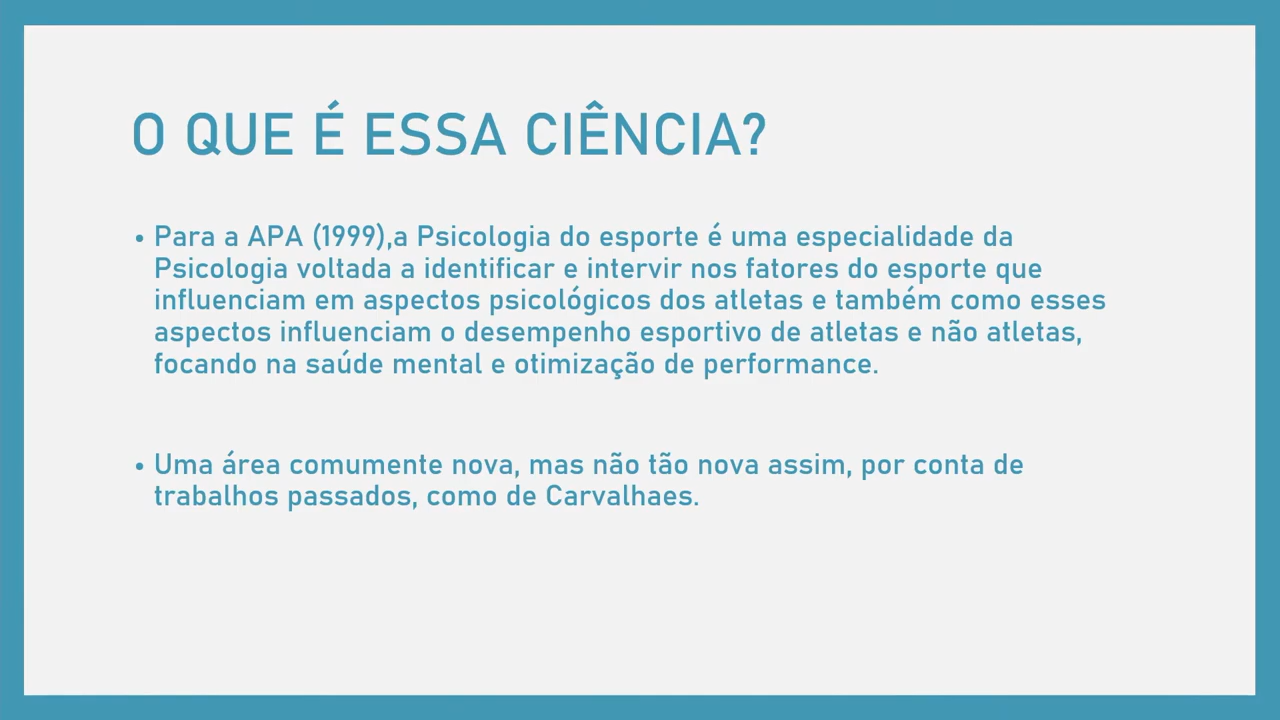 O QUE É ESSA CIÊNCIA?
• Para a APA (1999),a Psicologia do esporte é uma especialidade da
Psicologia voltada a identificar e intervir nos fatores do esporte que
influenciam em aspectos psicológicos dos atletas e também como esses
aspectos influenciam o desempenho esportivo de atletas e não atletas,
focando na saúde mental e otimização de performance.
• Uma área comumente nova, mas não tão nova assim, por conta de
trabalhos passados, como de Carvalhaes.